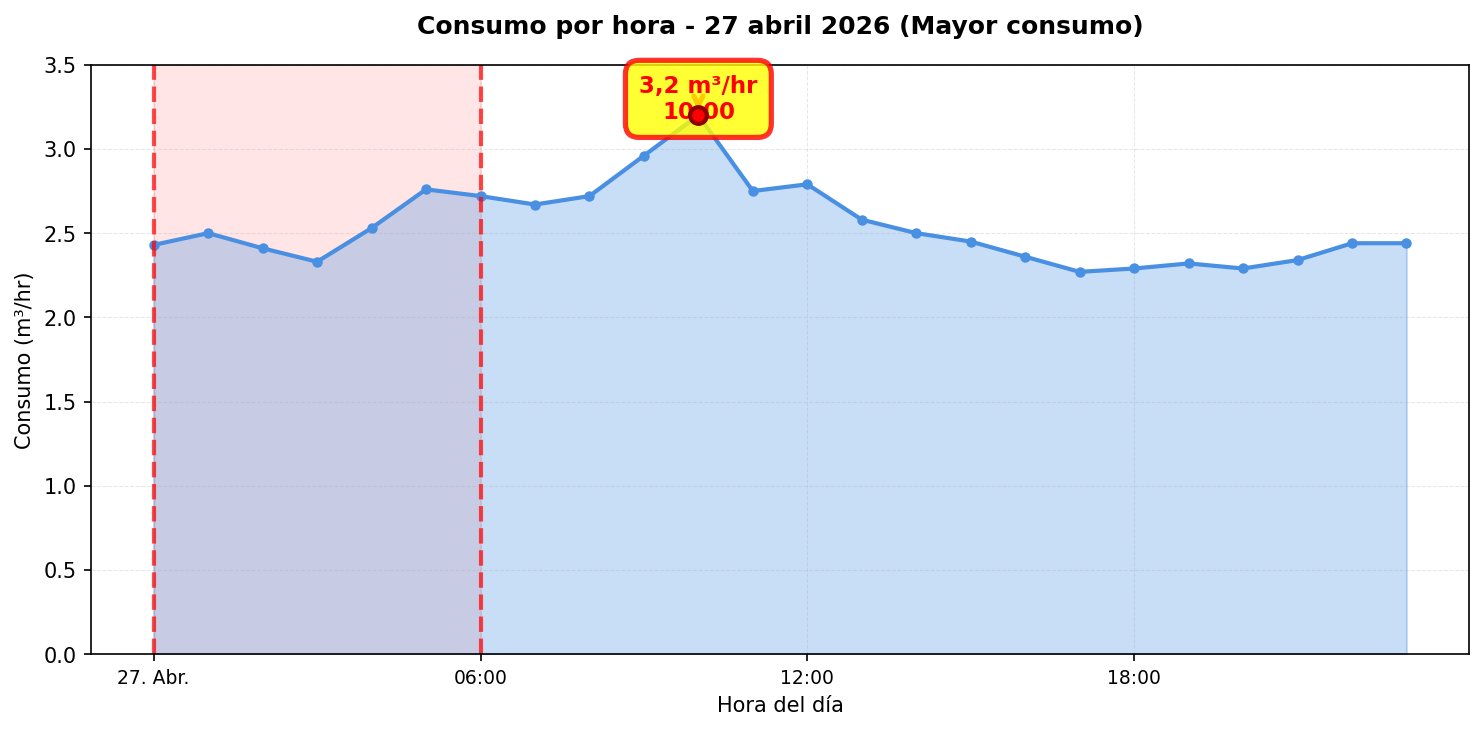 Consumo por hora - 27 abril 2026 (Mayor consumo)
3,2 m³/hr
10:00
Consumo (m³/hr)
3.5
3.0
2.5
2.0
1.5
1.0
0.5
0.0
27. Abr.
06:00
12:00
18:00
Hora del día